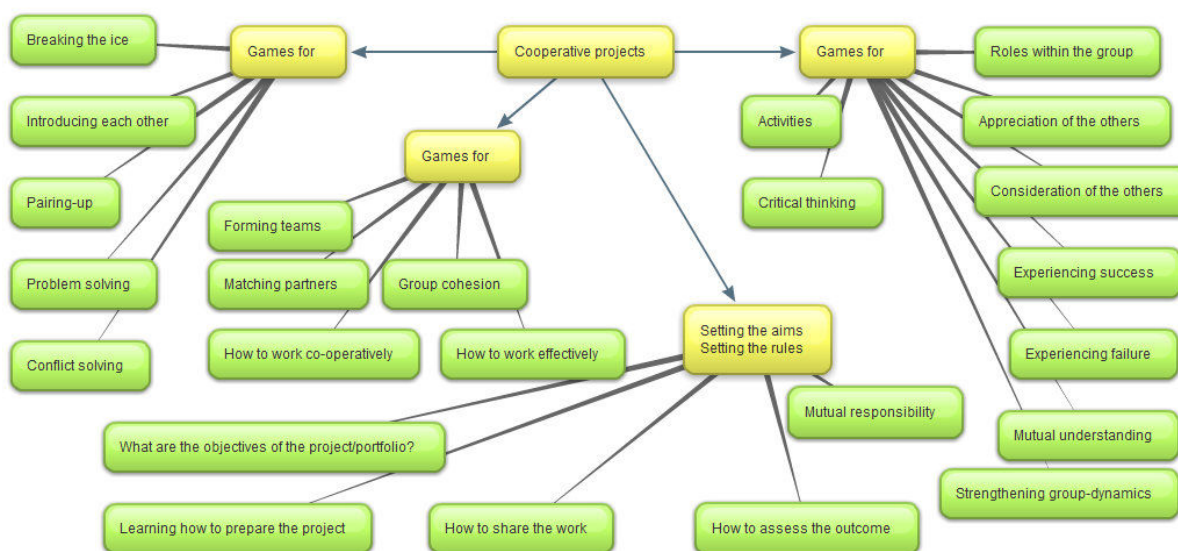 Breaking the ice
Games for
Cooperative projects
Games for
Roles within the group
Introducing each other
Activities
Appreciation of the others
Games for
Pairing-up
Critical thinking
Consideration of the others
Forming teams
Problem solving
Matching partners
Group cohesion
Experiencing success
Conflict solving
How to work co-operatively
How to work effectively
Setting the aims
Setting the rules
Experiencing failure
Mutual responsibility
What are the objectives of the project/portfolio?
Mutual understanding
Strengthening group-dynamics
Learning how to prepare the project
How to share the work
How to assess the outcome